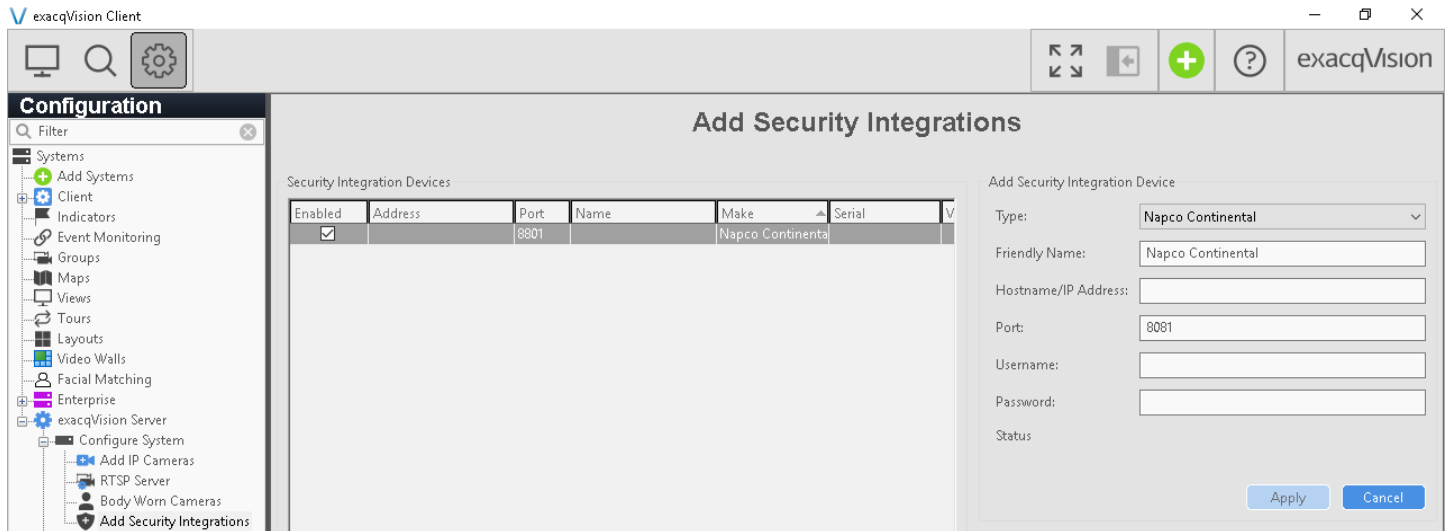 exacqVision Client
exacqVision
Configuration
Filter
Systems
Add Systems
Client
Indicators
Event Monitoring
Groups
Maps
Views
Tours
Layouts
Video Walls
Facial Matching
Enterprise
exacqVision Server
Configure System
Add IP Cameras
RTSP Server
Body Worn Cameras
Add Security Integrations
Add Security Integrations
Security Integration Devices
Enabled Address Port Name Make Serial V
8801 Napco Continenta
Add Security Integration Device
Type: Napco Continental
Friendly Name: Napco Continental
Hostname/IP Address:
Port: 8081
Username:
Password:
Status
Apply Cancel